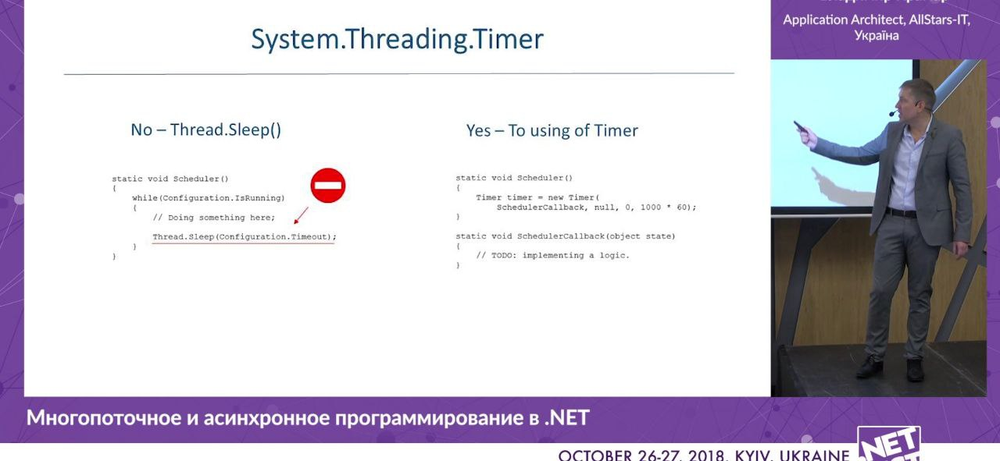 Application Architect, AllStars-IT,
Україна
System.Threading.Timer
No – Thread.Sleep()
static void Scheduler()
{
while(Configuration.IsRunning)
{
// Doing something here;
Thread.Sleep(Configuration.Timeout);
}
}
Yes – To using of Timer
static void Scheduler()
{
Timer timer = new Timer(
SchedulerCallback, null, 0, 1000 * 60);
}
static void SchedulerCallback(object state)
{
// TODO: implementing a logic.
}
Многопоточное и асинхронное программирование в .NET
OCTOBER 26-27, 2018, KYIV, UKRAINE
.NET